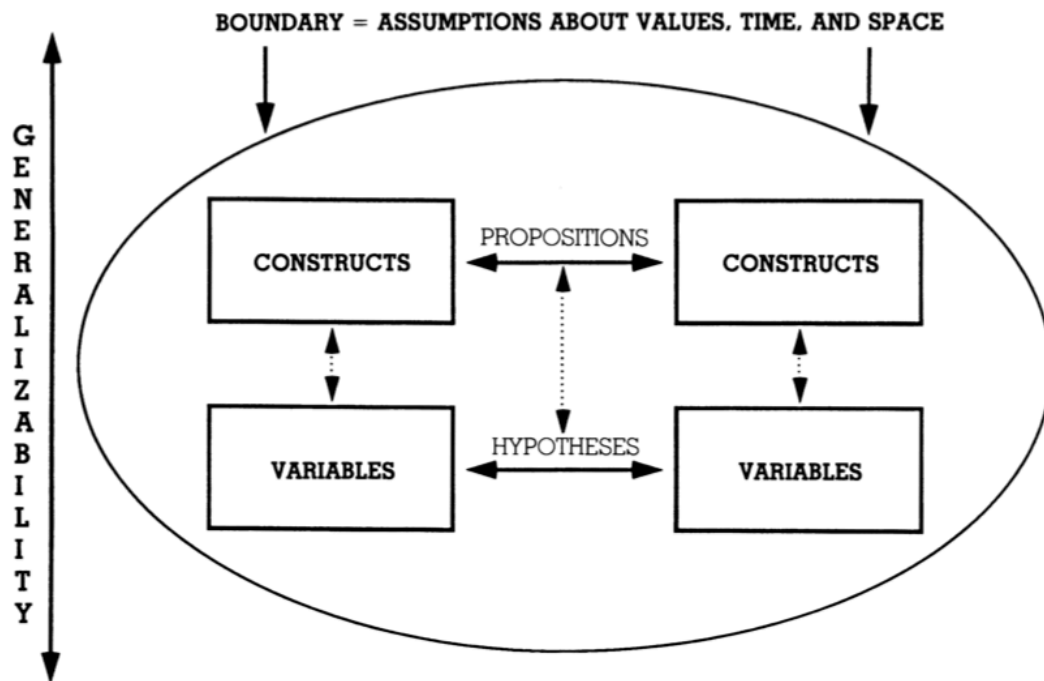 BOUNDARY = ASSUMPTIONS ABOUT VALUES, TIME, AND SPACE
GENERALIZABILITY
PROPOSITIONS
CONSTRUCTS
CONSTRUCTS
HYPOTHESES
VARIABLES
VARIABLES